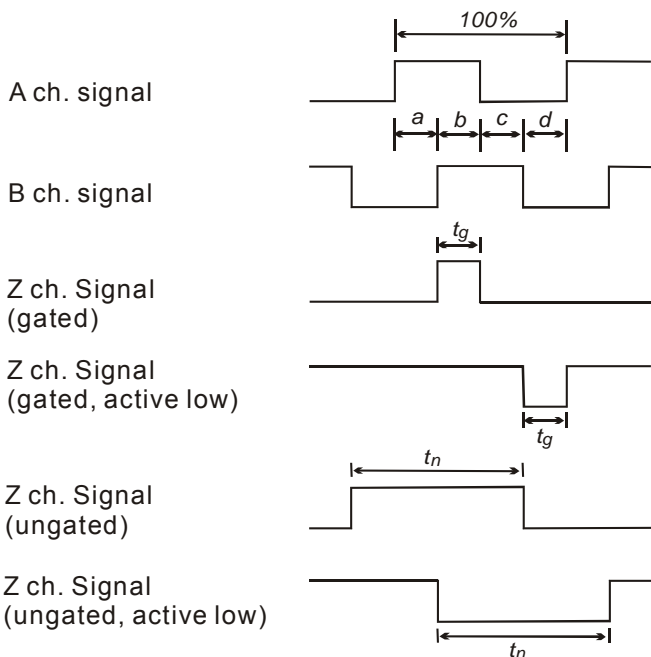 100%
A ch. signal
a b c d
B ch. signal
tg
Z ch. Signal
(gated)
Z ch. Signal
(gated, active low)
tg
tn
Z ch. Signal
(ungated)
Z ch. Signal
(ungated, active low)
tn